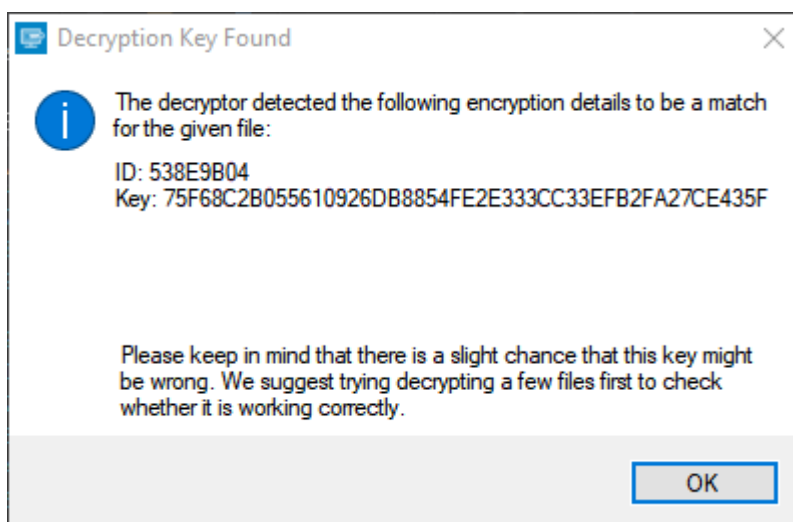 Decryption Key Found
The decryptor detected the following encryption details to be a match
for the given file:
ID: 538E9B04
Key: 75F68C2B055610926DB8854FE2E333CC33EFB2FA27CE435F
Please keep in mind that there is a slight chance that this key might
be wrong. We suggest trying decrypting a few files first to check
whether it is working correctly.
OK